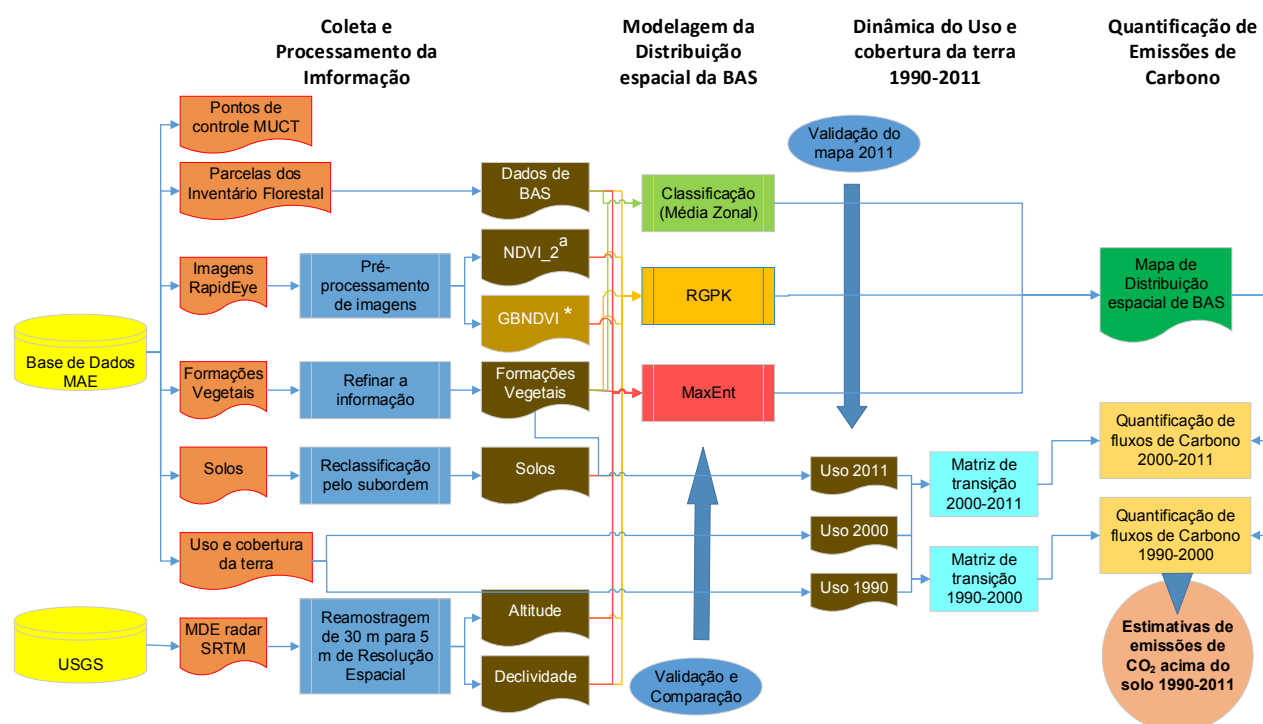 Coleta e
Processamento da
Imformação
Modelagem da
Distribuição
espacial da BAS
Dinâmica do Uso e
cobertura da terra
1990-2011
Quantificação de
Emissões de
Carbono
Pontos de
controle MUCT
Parcelas dos
Inventário Florestal
Imagens
RapidEye
Formações
Vegetais
Solos
Uso e cobertura
da terra
MDE radar
SRTM
Base de Dados
MAE
USGS
Pré-
processamento
de imagens
Refinar a
informação
Reclassificação
pelo subordem
Reamostragem
de 30 m para 5
m de Resolução
Espacial
Dados de
BAS
NDVI_2ª
GBNDVI *
Formações
Vegetais
Solos
Altitude
Declividade
Classificação
(Média Zonal)
RGPK
MaxEnt
Validação e
Comparação
Validação do
mapa 2011
Uso 2011
Uso 2000
Uso 1990
Matriz de
transição
2000-2011
Matriz de
transição
1990-2000
Mapa de
Distribuição
espacial de BAS
Quantificação de
fluxos de Carbono
2000-2011
Quantificação de
fluxos de Carbono
1990-2000
Estimativas de
emissões de
CO₂ acima do
solo 1990-2011